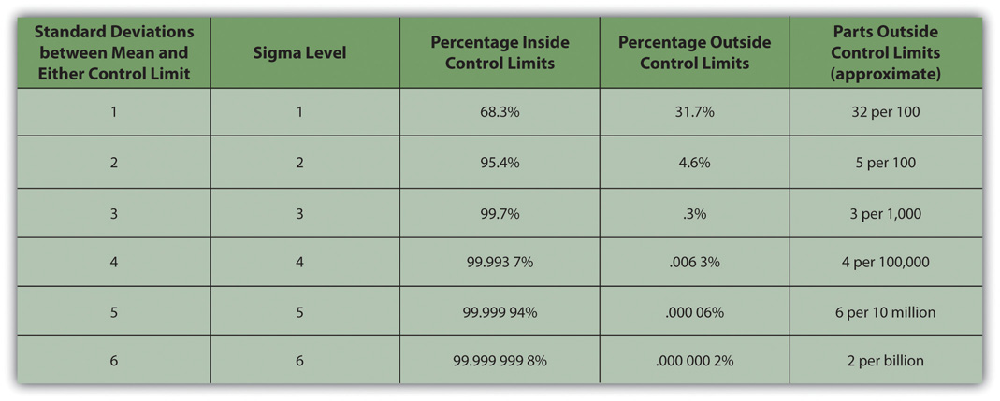 Standard Deviations
between Mean and
Either Control Limit
Sigma Level
Percentage Inside
Control Limits
Percentage Outside
Control Limits
Parts Outside
Control Limits
(approximate)
1 1 68.3% 31.7% 32 per 100
2 2 95.4% 4.6% 5 per 100
3 3 99.7% .3% 3 per 1,000
4 4 99.993 7% .006 3% 4 per 100,000
5 5 99.999 94% .000 06% 6 per 10 million
6 6 99.999 999 8% .000 000 2% 2 per billion